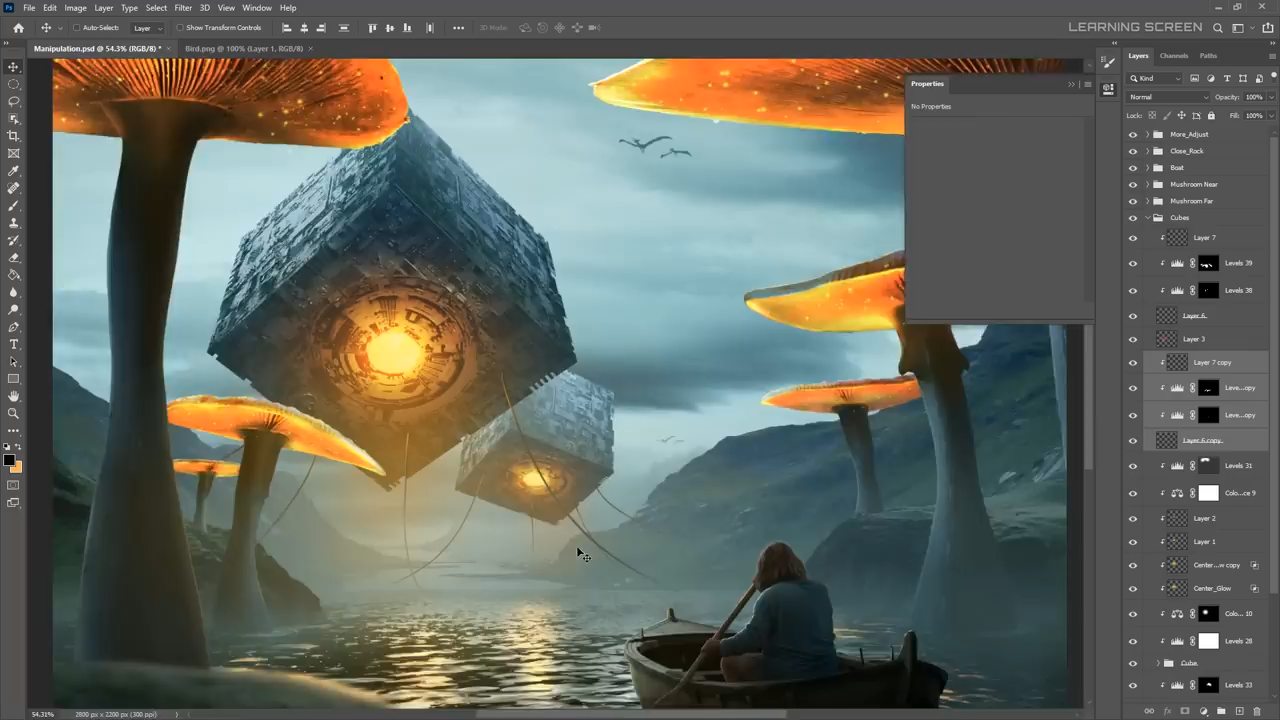 File Edit Image Layer Type Select Filter 3D View Window Help
Auto-Select: Layer Show Transform Controls 3D Mode: LEARNING SCREEN
Manipulation.psd @ 54.3% (RGB/8) * × Bird.png @ 100% (Layer 1, RGB/8) ×
Properties
No Properties
Layers Channels Paths
Kind
Normal Opacity: 100%
Lock: Fill: 100%
More_Adjust
Close_Rock
Boat
Mushroom Near
Mushroom Far
Cubes
Layer 7
Levels 39
Levels 38
Layer 6
Layer 3
Layer 7 copy
Leve...opy
Leve...opy
Layer 6 copy
Levels 31
Colo...ce 9
Layer 2
Layer 1
Center...w copy
Center_Glow
Colo... 10
Levels 28
Cube
Levels 33
54.31% 2800 px x 2200 px (300 ppi)